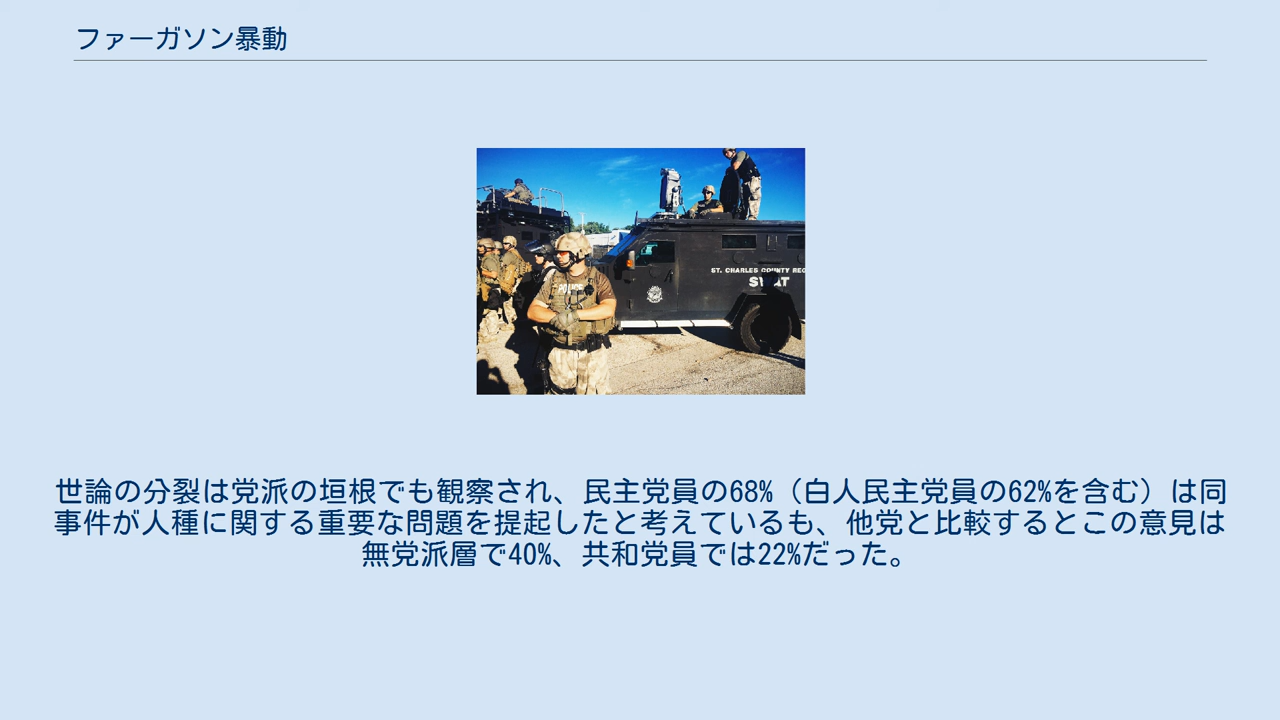 ファーガソン暴動
POLICE
ST. CHARLES COUNTY REG
SWAT
世論の分裂は党派の垣根でも観察され、民主党員の68%（白人民主党員の62%を含む）は同
事件が人種に関する重要な問題を提起したと考えているも、他党と比較するとこの意見は
無党派層で40%、共和党員では22%だった。